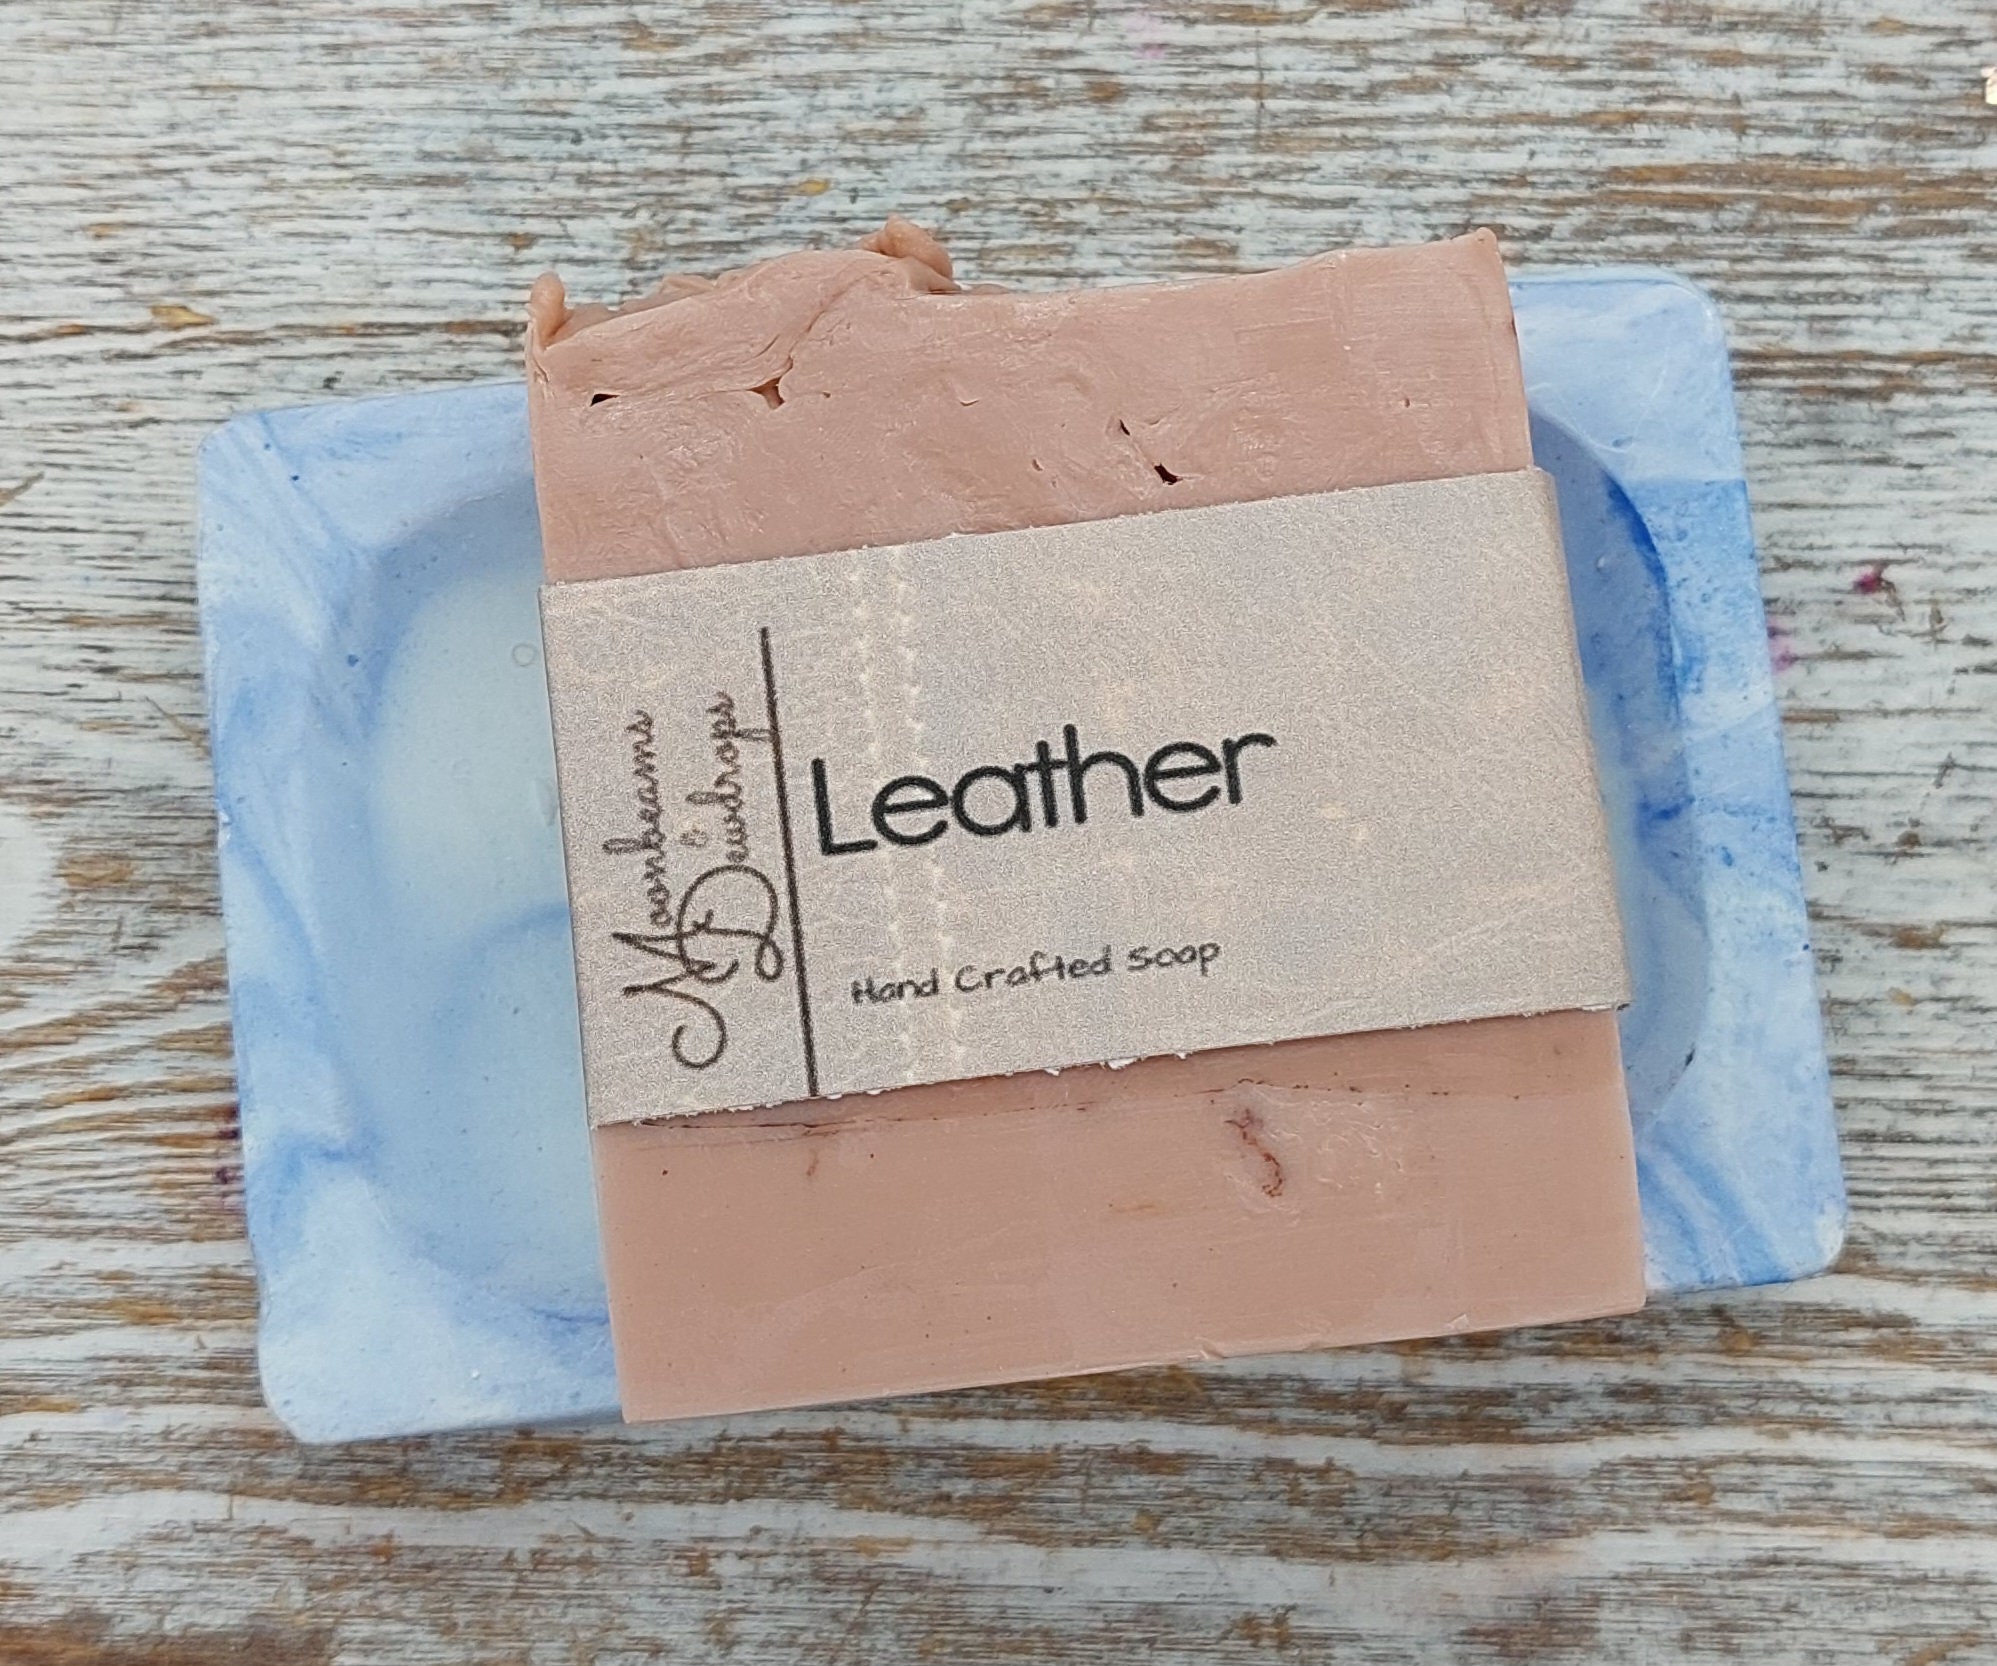 Moonbeams
&
Dewdrops
Leather
Hand Crafted Soap